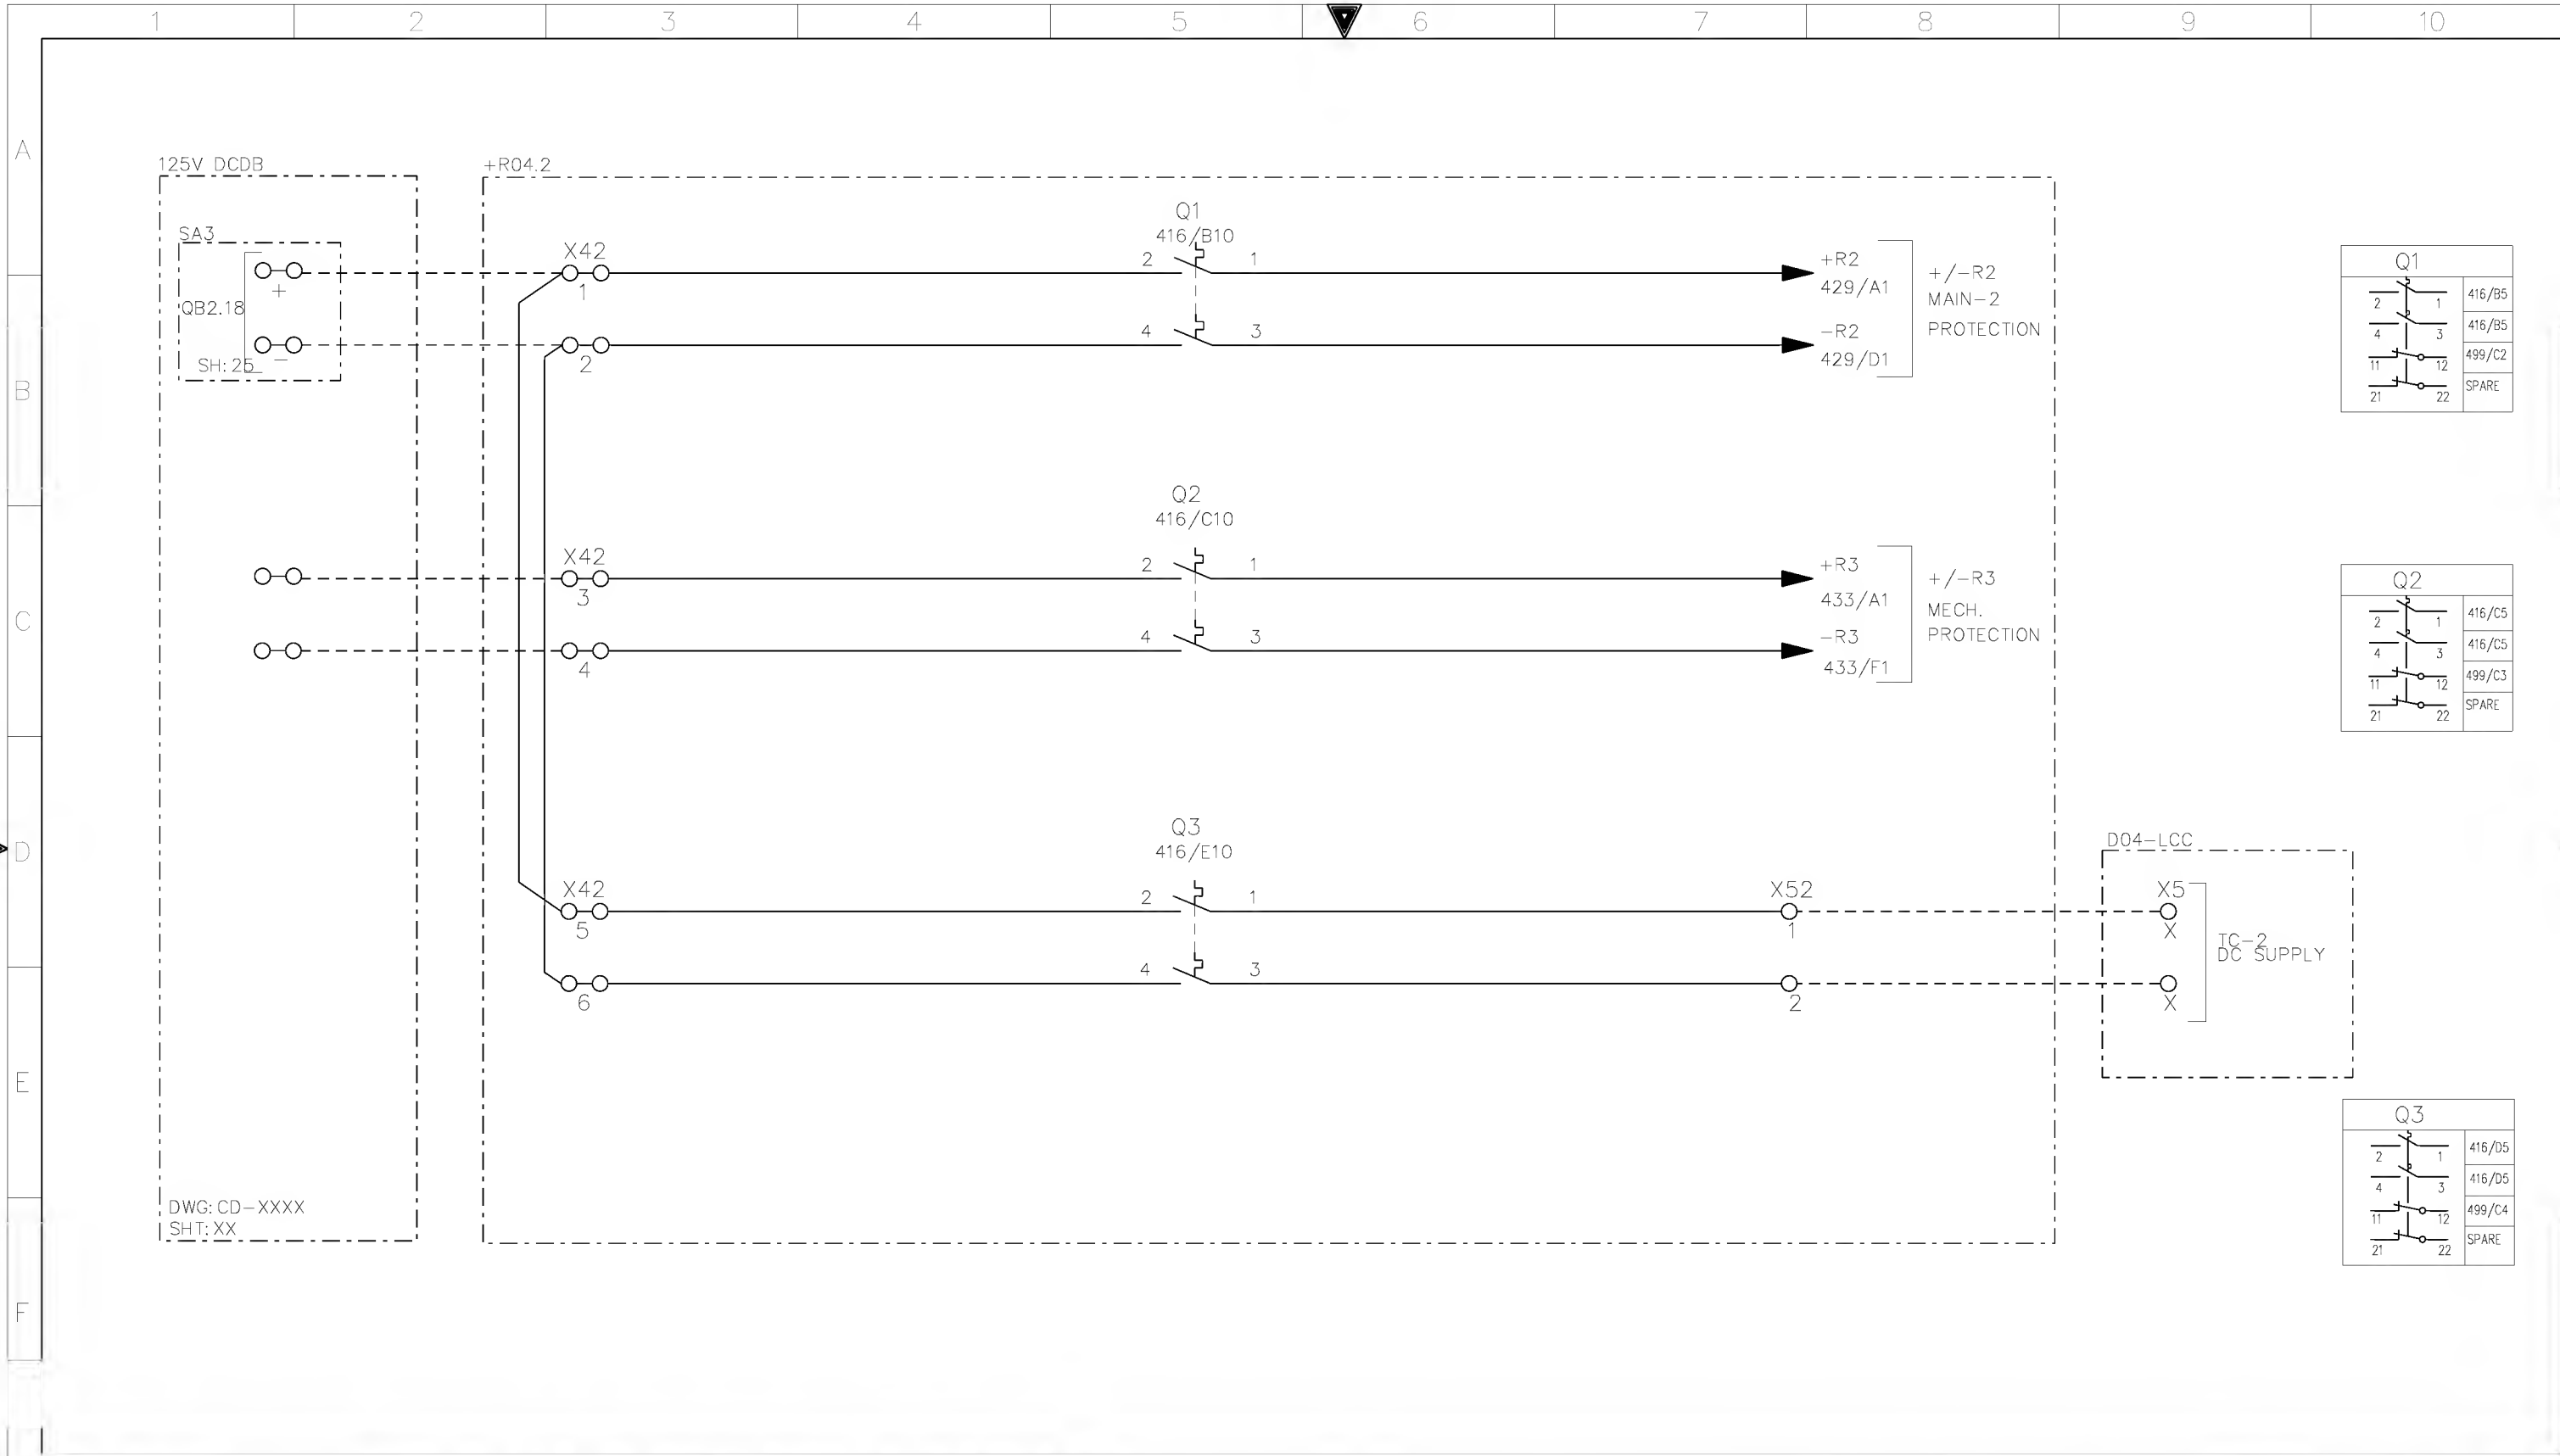 1 2 3 4 5 6 7 8 9 10
A
B
C
D
E
F
125V DCDB
SA3
+
QB2.18
−
SH: 25
DWG: CD−XXXX
SHT: XX
+R04.2
X42
1
2
Q1
416/B10
2 1
4 3
+R2
429/A1
−R2
429/D1
+/−R2
MAIN−2
PROTECTION
X42
3
4
Q2
416/C10
2 1
4 3
+R3
433/A1
−R3
433/F1
+/−R3
MECH.
PROTECTION
X42
5
6
Q3
416/E10
2 1
4 3
X52
1
2
D04−LCC
X5
X
X
TC−2
DC SUPPLY
Q1
2 1 416/B5
4 3 416/B5
11 12 499/C2
21 22 SPARE
Q2
2 1 416/C5
4 3 416/C5
11 12 499/C3
21 22 SPARE
Q3
2 1 416/D5
4 3 416/D5
11 12 499/C4
21 22 SPARE